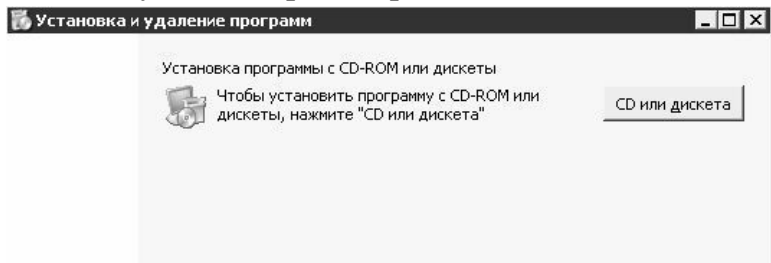 Установка и удаление программ
Установка программы с CD-ROM или дискеты
Чтобы установить программу с CD-ROM или
дискеты, нажмите "CD или дискета"
CD или дискета